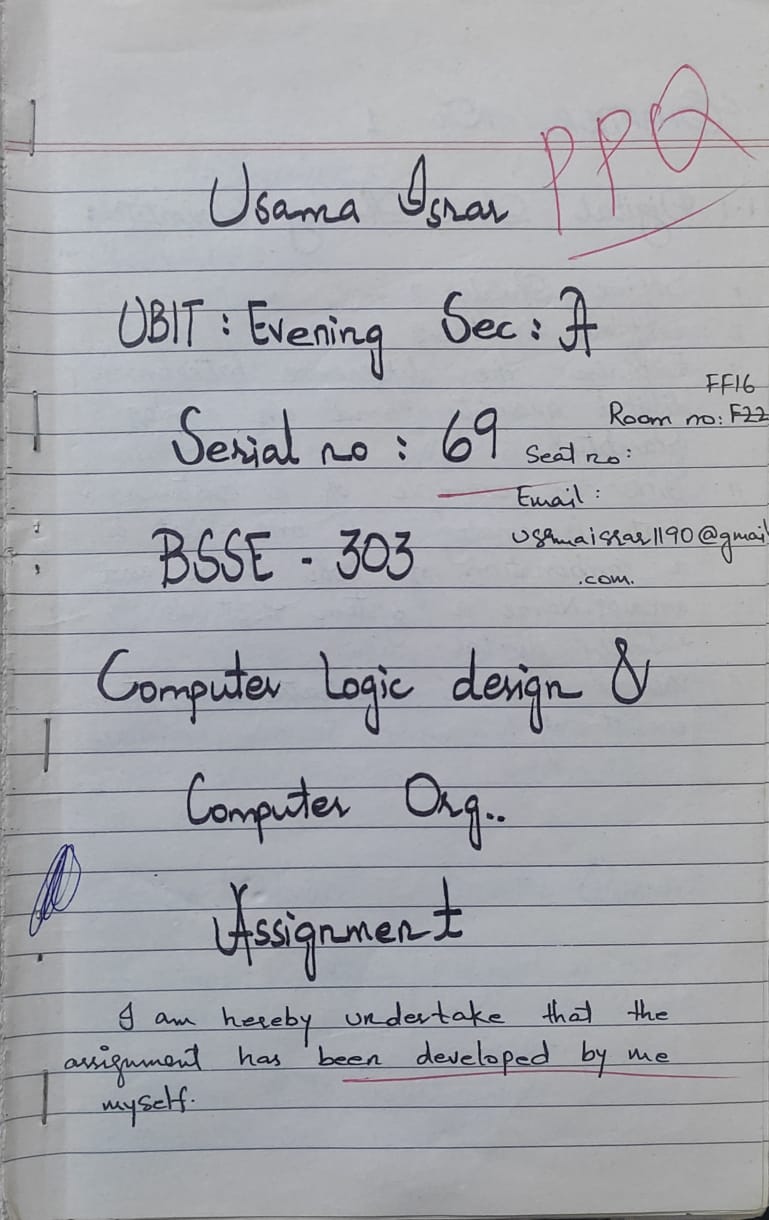 PPQ
Usama Israr
UBIT : Evening Sec : A
FF16
Room no: F22
Serial no : 69 Seat no:
Email :
usamaisrar1190@gmail
.com.
BSSE - 303
Computer Logic design &
Computer Org..
Assignment
I am hereby undertake that the
assignment has been developed by me
myself.